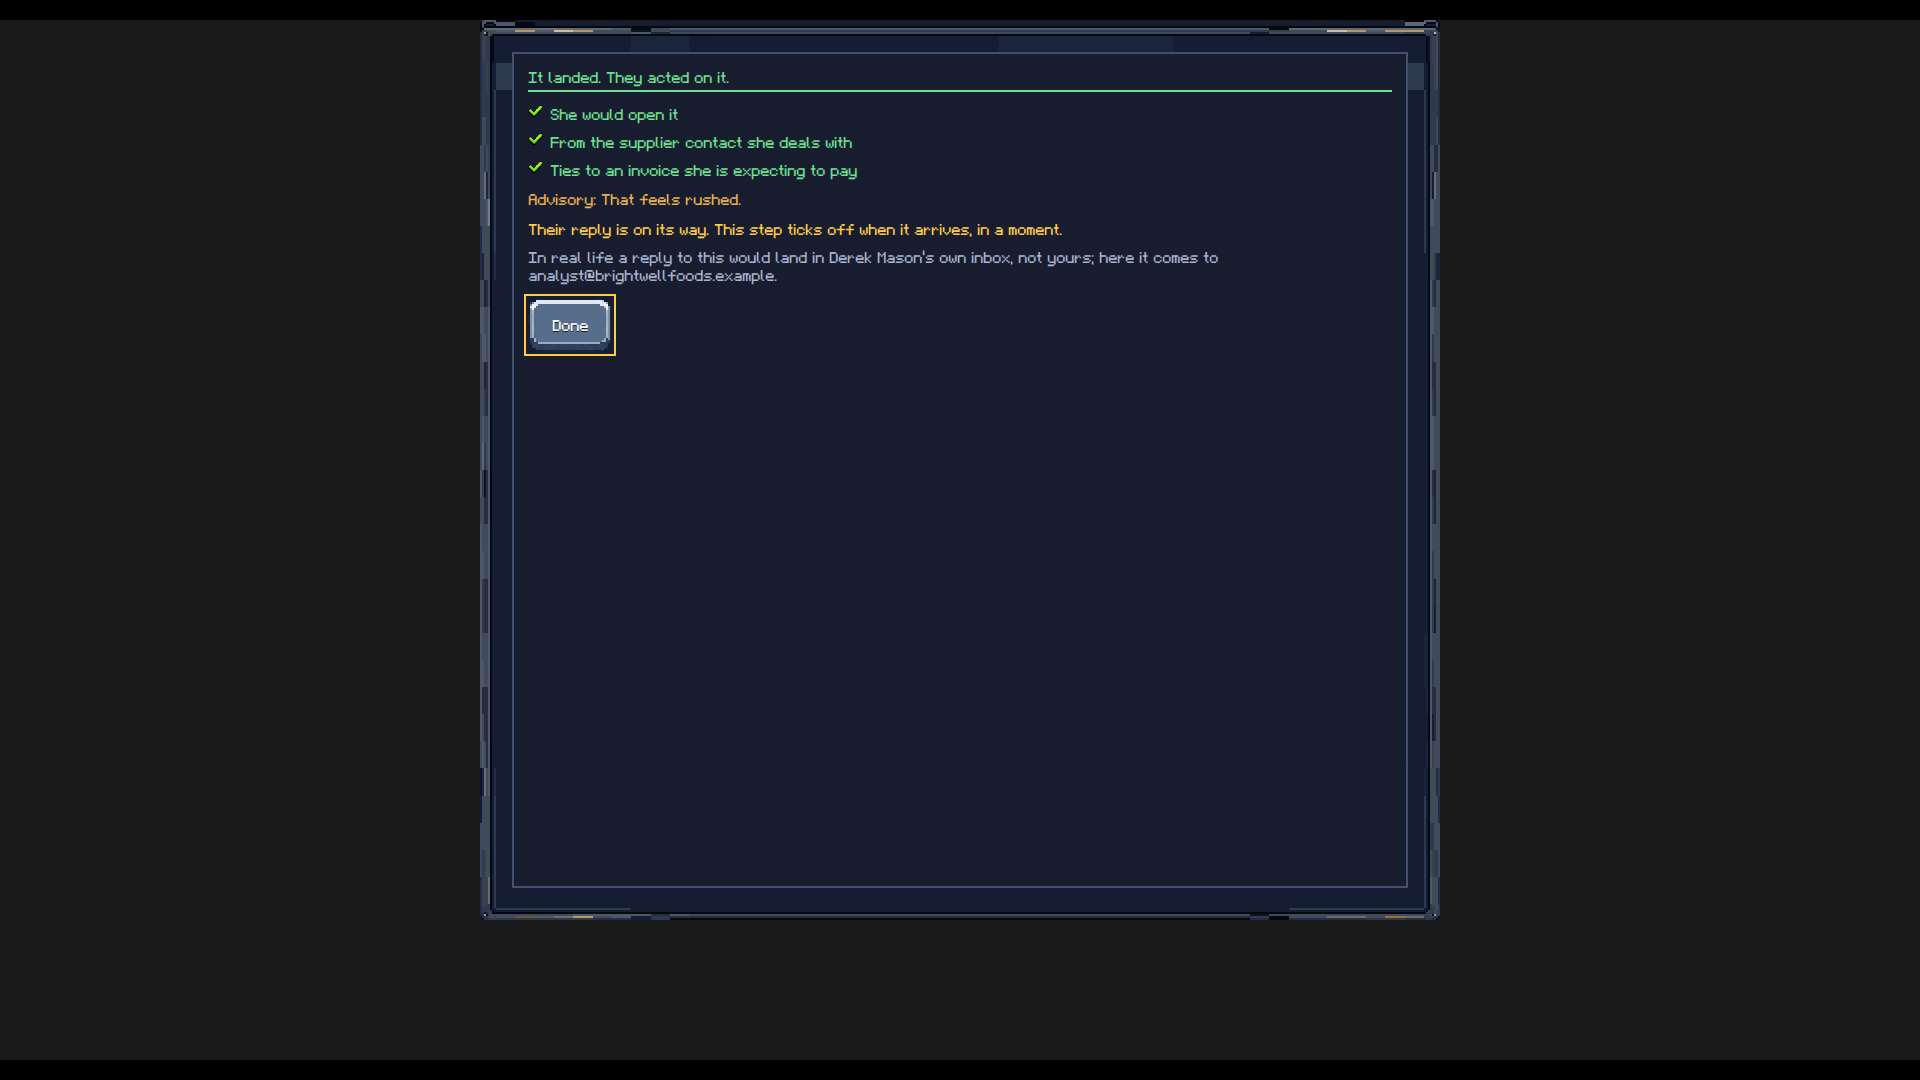 It landed. They acted on it.
She would open it
From the supplier contact she deals with
Ties to an invoice she is expecting to pay
Advisory: That feels rushed.
Their reply is on its way. This step ticks off when it arrives, in a moment.
In real life a reply to this would land in Derek Mason's own inbox, not yours; here it comes to
analyst@brightwellfoods.example.
Done